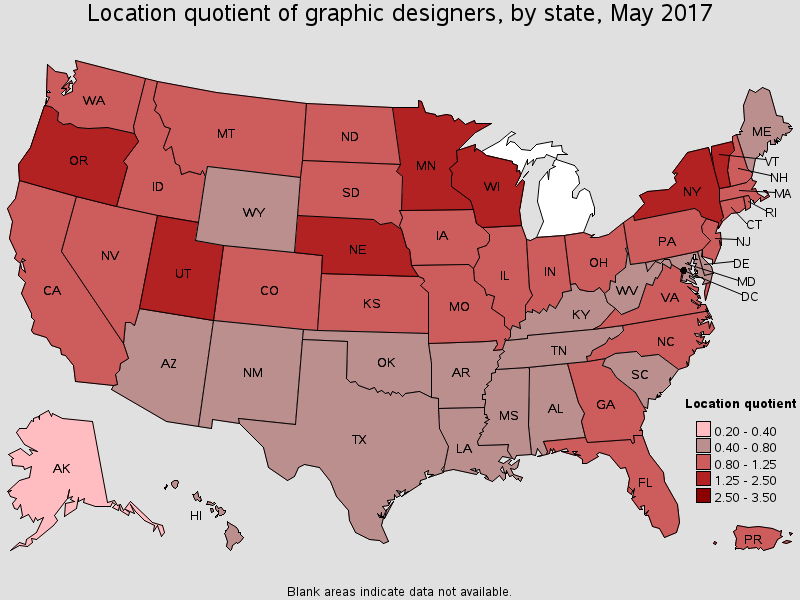 Location quotient of graphic designers, by state, May 2017
WA
MT
ND
MN
ME
OR
ID
SD
WI
VT
NH
WY
NY
MA
RI
CT
NV
UT
NE
IA
PA
NJ
CA
CO
KS
IL
IN
OH
DE
MD
DC
MO
WV
VA
KY
AZ
NM
OK
AR
TN
NC
SC
TX
LA
MS
AL
GA
FL
AK
HI
PR
Location quotient
0.20 - 0.40
0.40 - 0.80
0.80 - 1.25
1.25 - 2.50
2.50 - 3.50
Blank areas indicate data not available.